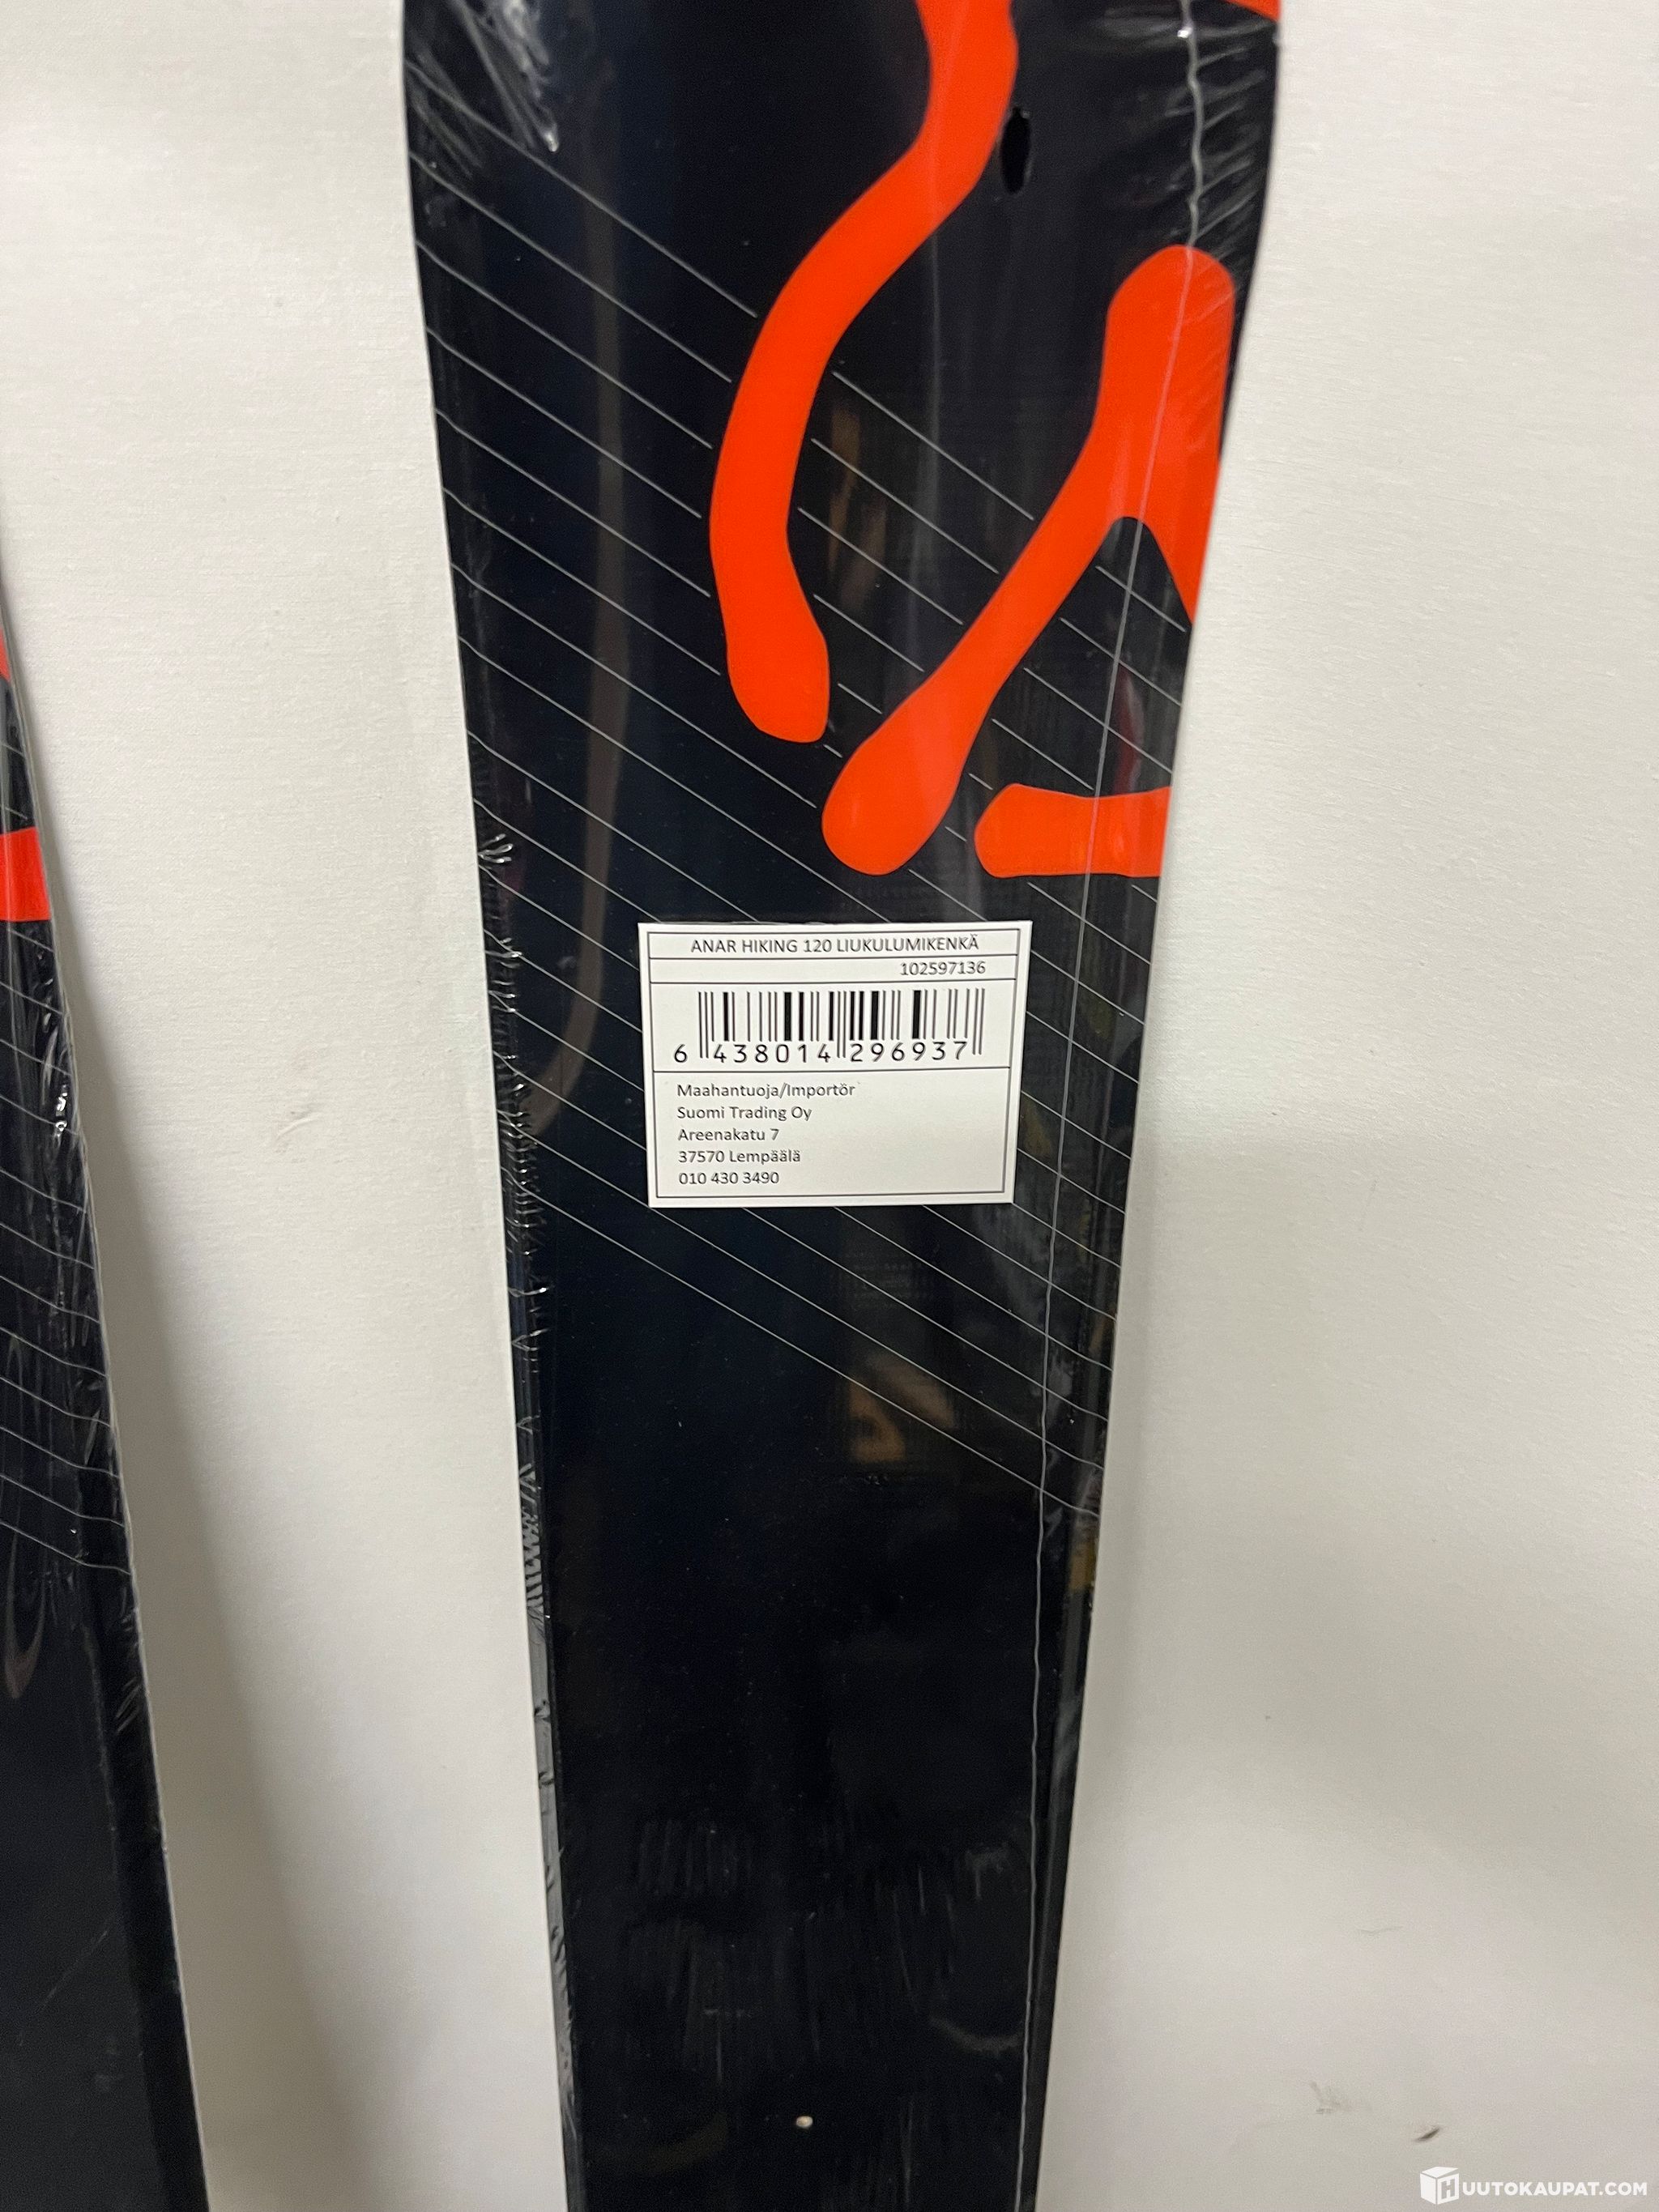 ANAR HIKING 120 LIUKULUMIKENKÄ
102597136
6 438014 296937
Maahantuoja/Importör
Suomi Trading Oy
Areenakatu 7
37570 Lempäälä
010 430 3490
HUUTOKAUPAT.COM